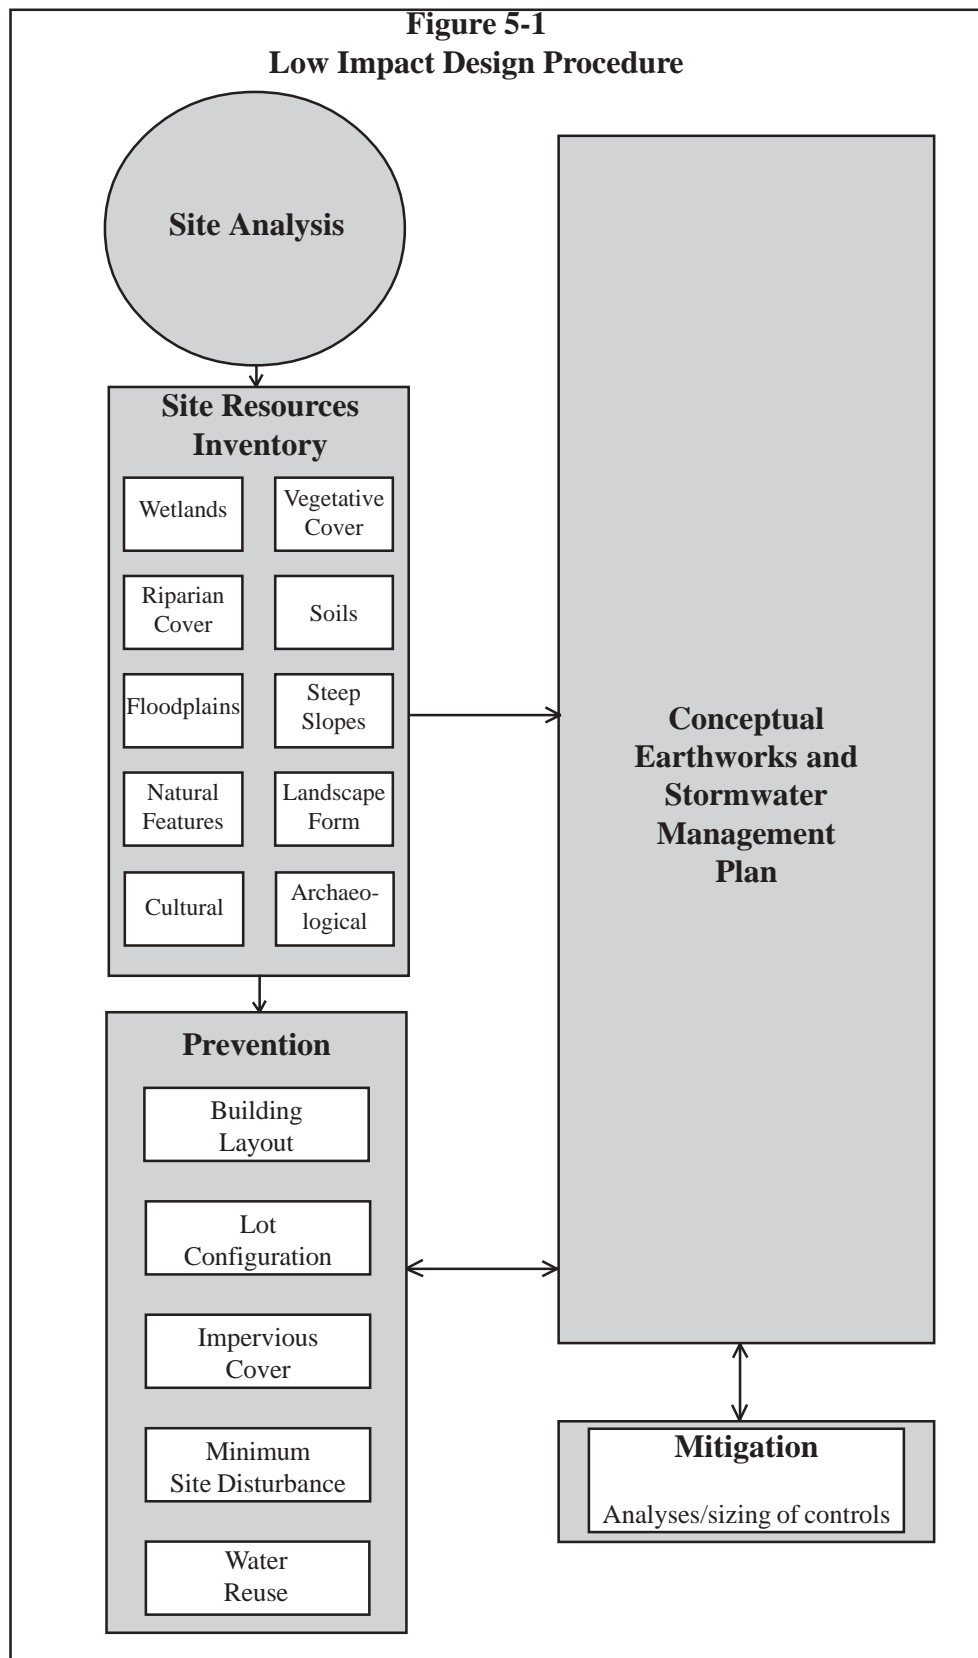 Figure 5-1
Low Impact Design Procedure
Site Analysis
Site Resources
Inventory
Wetlands
Vegetative
Cover
Riparian
Cover
Soils
Floodplains
Steep
Slopes
Natural
Features
Landscape
Form
Cultural
Archaeo-
logical
Prevention
Building
Layout
Lot
Configuration
Impervious
Cover
Minimum
Site Disturbance
Water
Reuse
Conceptual
Earthworks and
Stormwater
Management
Plan
Mitigation
Analyses/sizing of controls